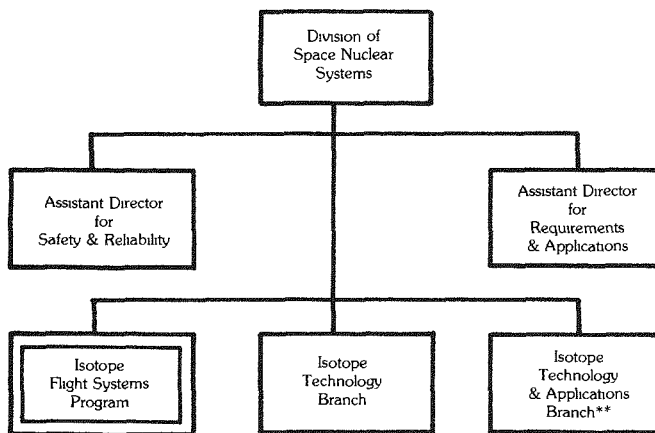 Division of
Space Nuclear
Systems
Assistant Director
for
Safety & Reliability
Assistant Director
for
Requirements
& Applications
Isotope
Flight Systems
Program
Isotope
Technology
Branch
Isotope
Technology
& Applications
Branch**